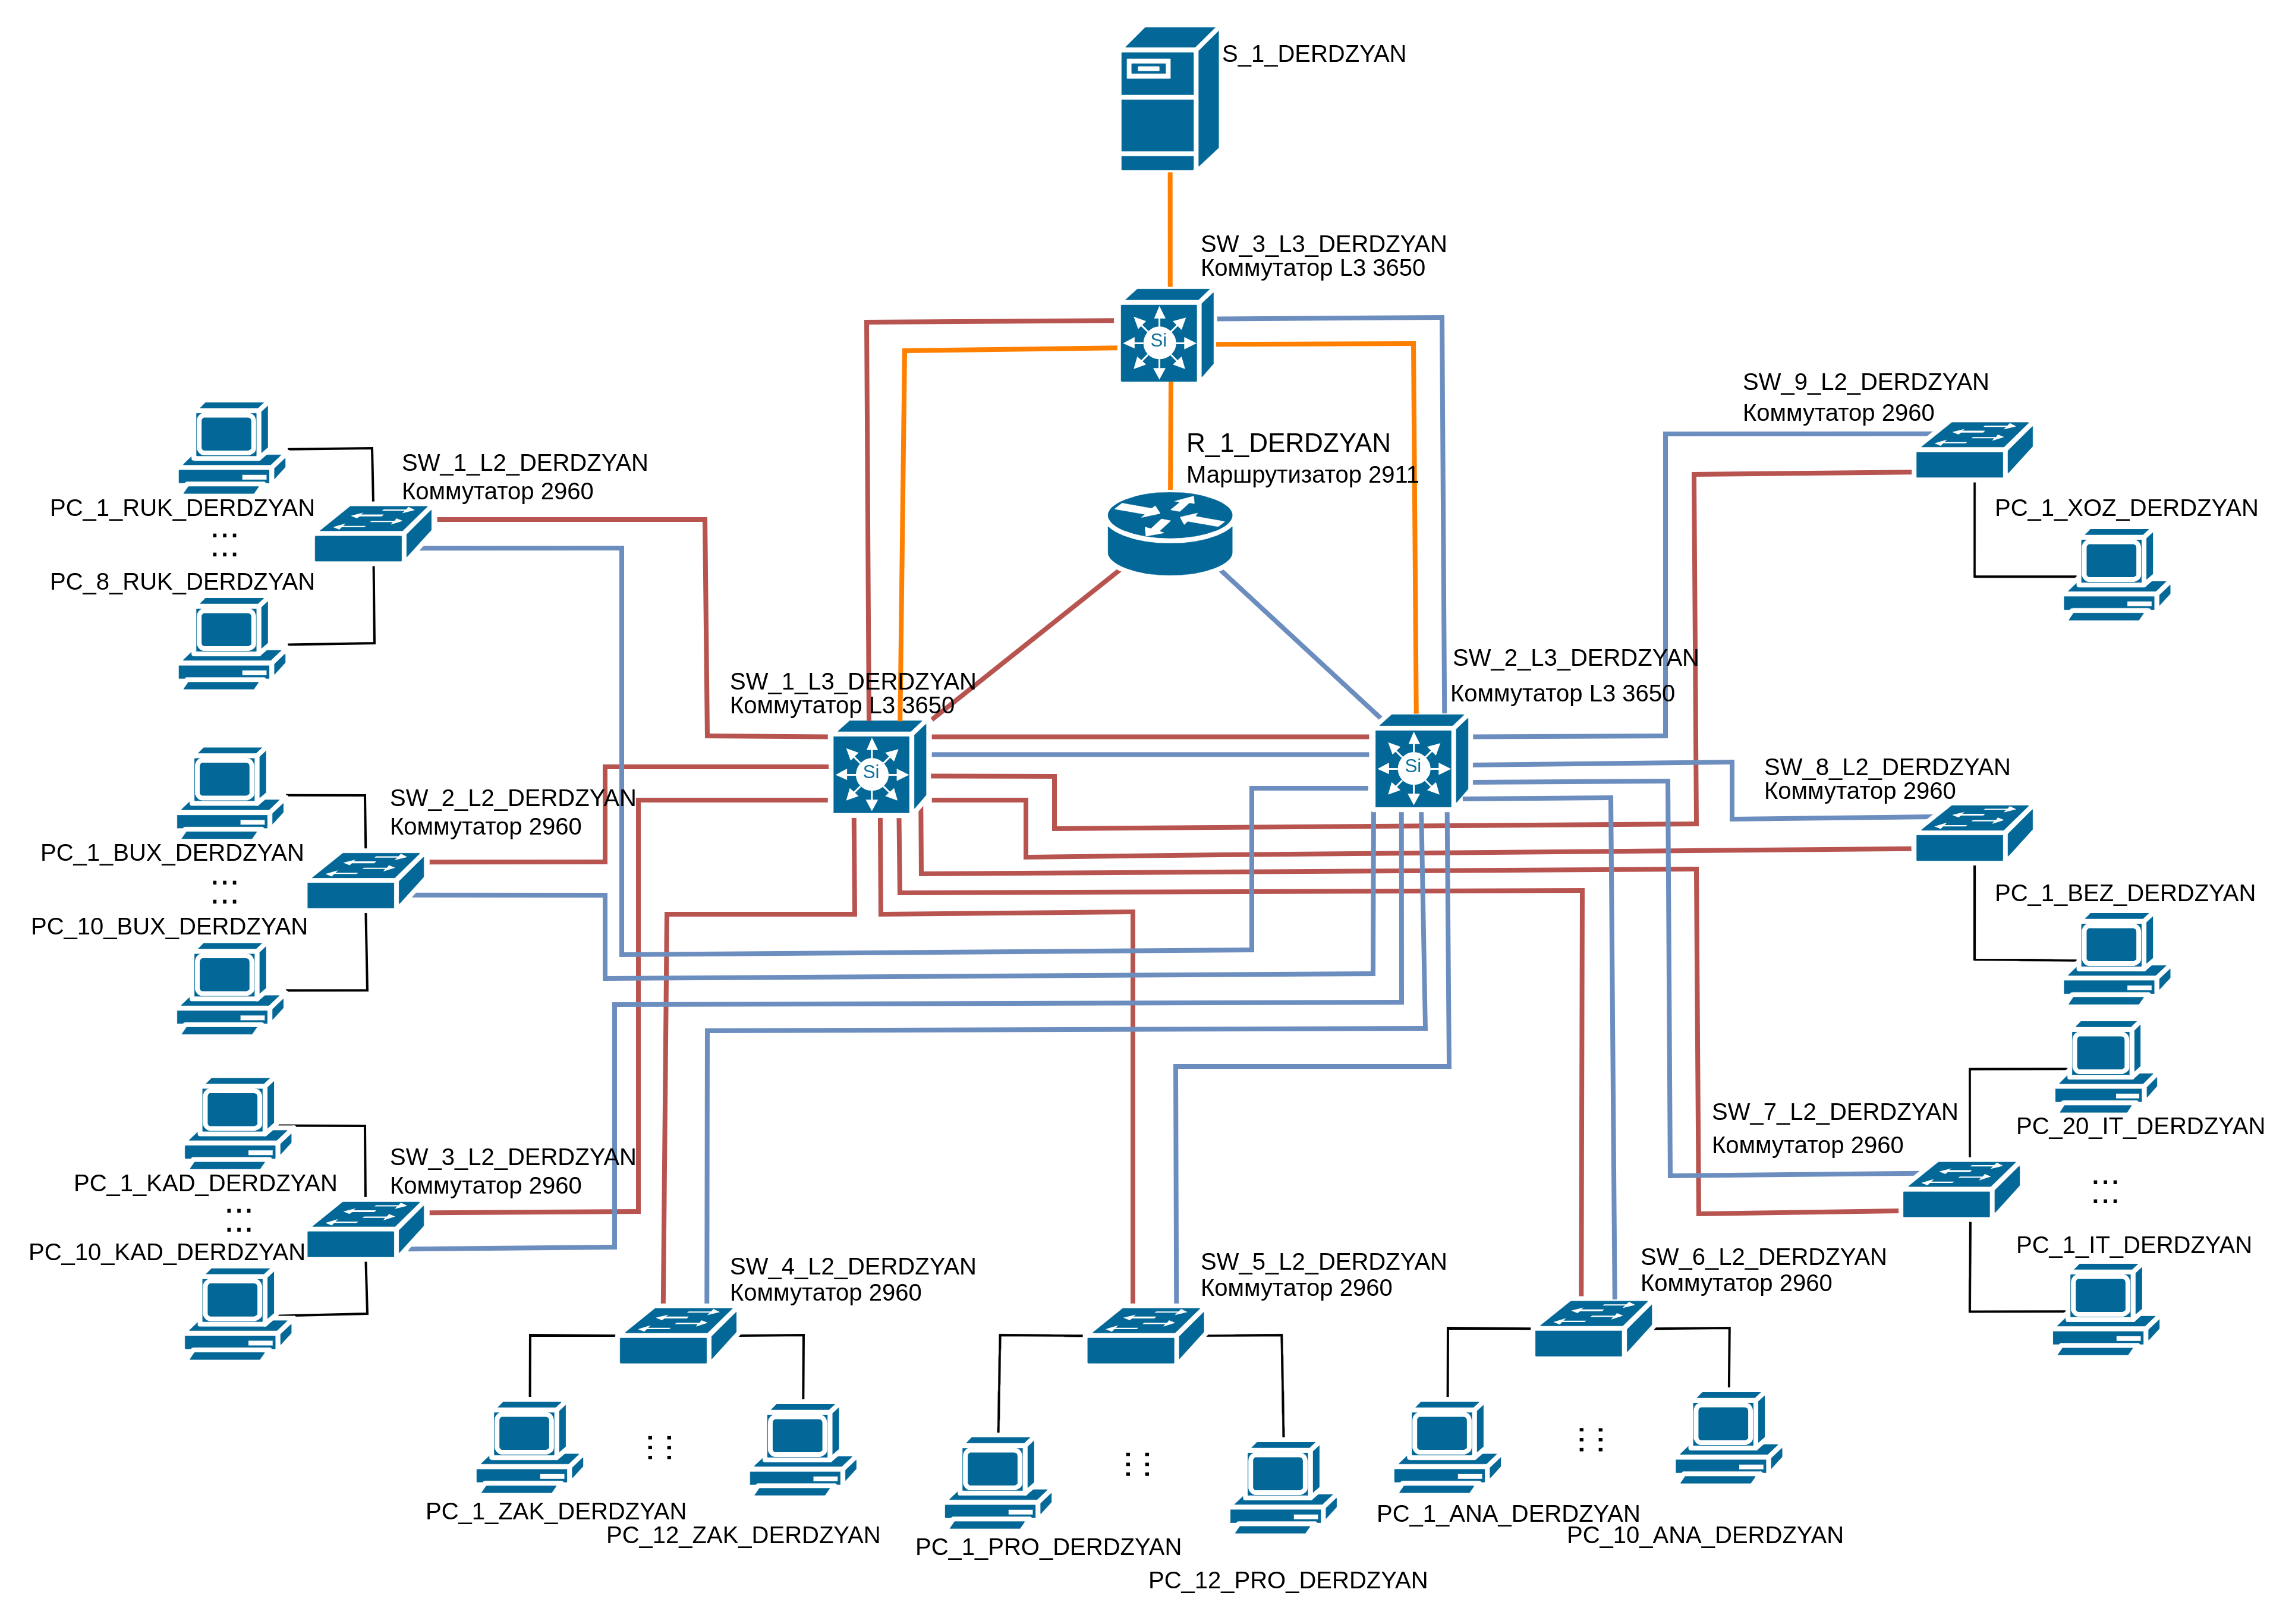 S_1_DERDZYAN
SW_3_L3_DERDZYAN
Коммутатор L3 3650
Si
SW_9_L2_DERDZYAN
Коммутатор 2960
R_1_DERDZYAN
Маршрутизатор 2911
SW_1_L2_DERDZYAN
Коммутатор 2960
PC_1_RUK_DERDZYAN
...
...
PC_8_RUK_DERDZYAN
PC_1_XOZ_DERDZYAN
SW_1_L3_DERDZYAN
Коммутатор L3 3650
Si
SW_2_L3_DERDZYAN
Коммутатор L3 3650
Si
SW_2_L2_DERDZYAN
Коммутатор 2960
PC_1_BUX_DERDZYAN
...
...
PC_10_BUX_DERDZYAN
SW_8_L2_DERDZYAN
Коммутатор 2960
PC_1_BEZ_DERDZYAN
SW_3_L2_DERDZYAN
Коммутатор 2960
PC_1_KAD_DERDZYAN
...
...
PC_10_KAD_DERDZYAN
SW_7_L2_DERDZYAN
Коммутатор 2960
PC_20_IT_DERDZYAN
...
...
PC_1_IT_DERDZYAN
SW_4_L2_DERDZYAN
Коммутатор 2960
SW_5_L2_DERDZYAN
Коммутатор 2960
SW_6_L2_DERDZYAN
Коммутатор 2960
...
...
...
...
...
...
PC_1_ZAK_DERDZYAN
PC_12_ZAK_DERDZYAN
PC_1_PRO_DERDZYAN
PC_12_PRO_DERDZYAN
PC_1_ANA_DERDZYAN
PC_10_ANA_DERDZYAN